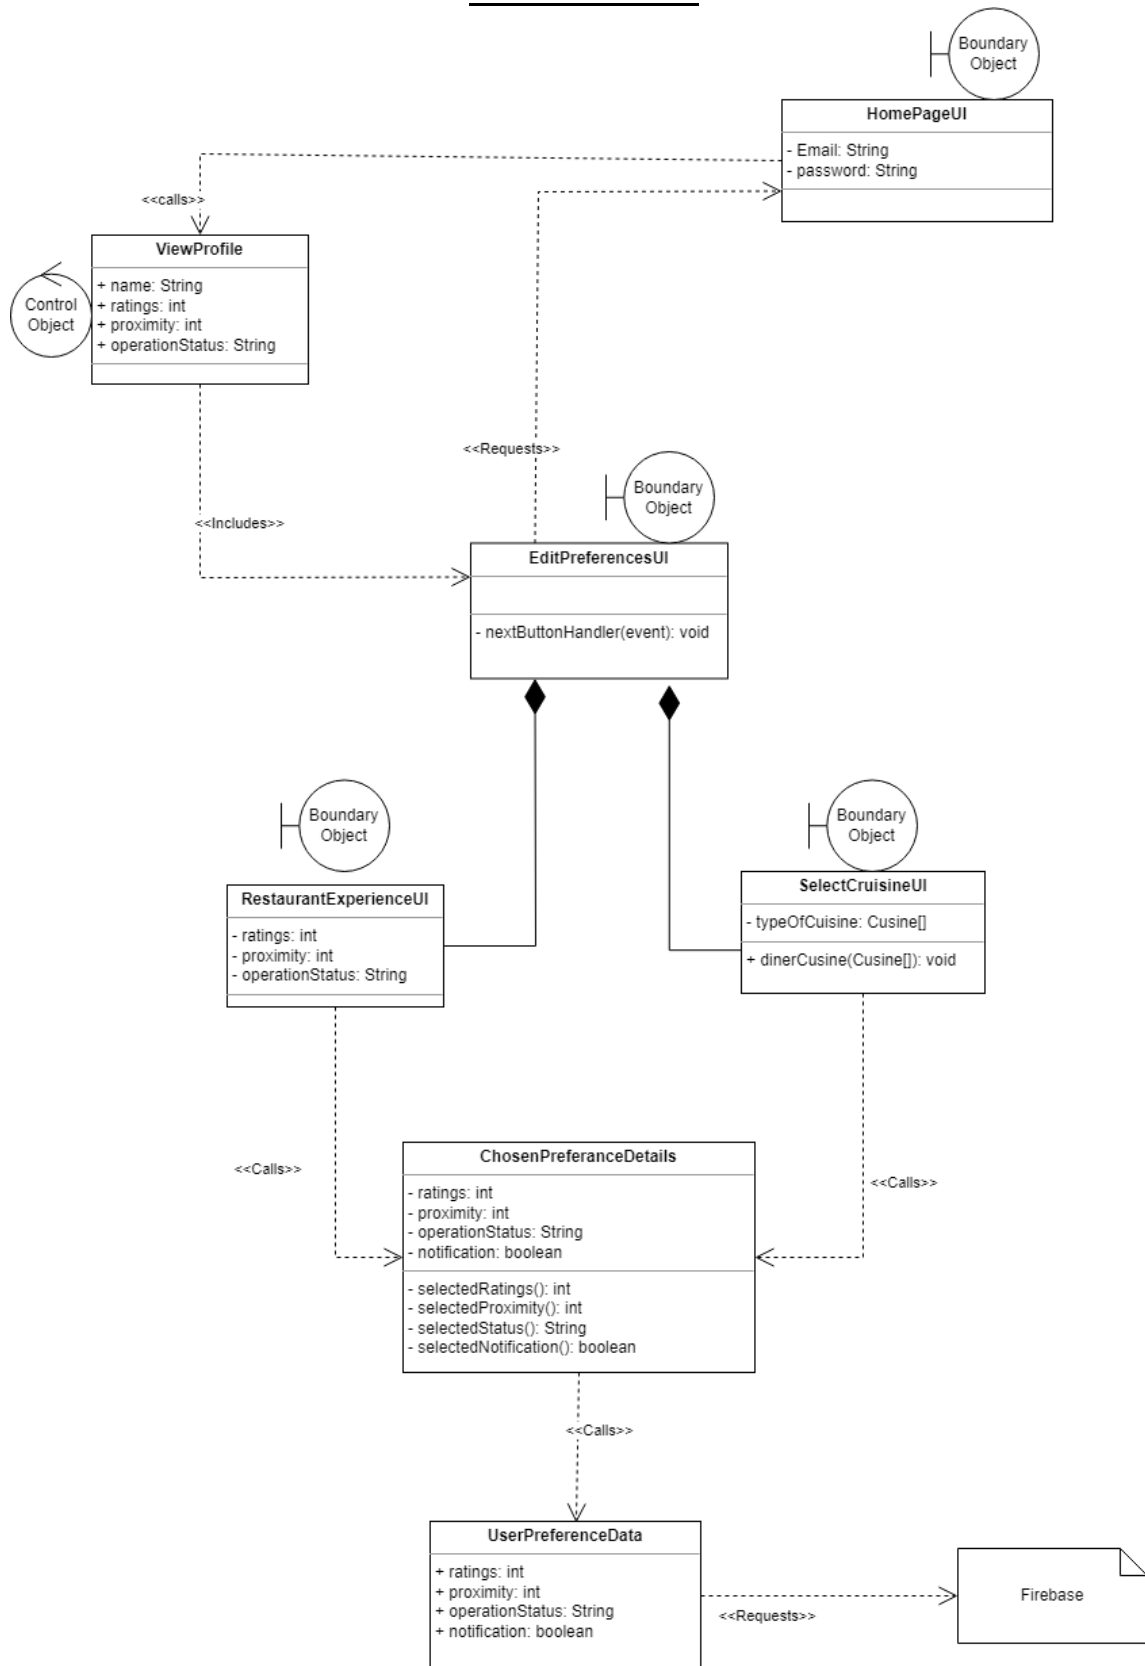 Boundary
Object
HomePageUI
- Email: String
- password: String
<<calls>>
ViewProfile
+ name: String
+ ratings: int
+ proximity: int
+ operationStatus: String
Control
Object
<<Requests>>
<<Includes>>
Boundary
Object
EditPreferencesUI
- nextButtonHandler(event): void
Boundary
Object
RestaurantExperienceUI
- ratings: int
- proximity: int
- operationStatus: String
Boundary
Object
SelectCruisineUI
- typeOfCuisine: Cusine[]
+ dinerCusine(Cusine[]): void
<<Calls>>
<<Calls>>
ChosenPreferanceDetails
- ratings: int
- proximity: int
- operationStatus: String
- notification: boolean
- selectedRatings(): int
- selectedProximity(): int
- selectedStatus(): String
- selectedNotification(): boolean
<<Calls>>
UserPreferenceData
+ ratings: int
+ proximity: int
+ operationStatus: String
+ notification: boolean
<<Requests>>
Firebase